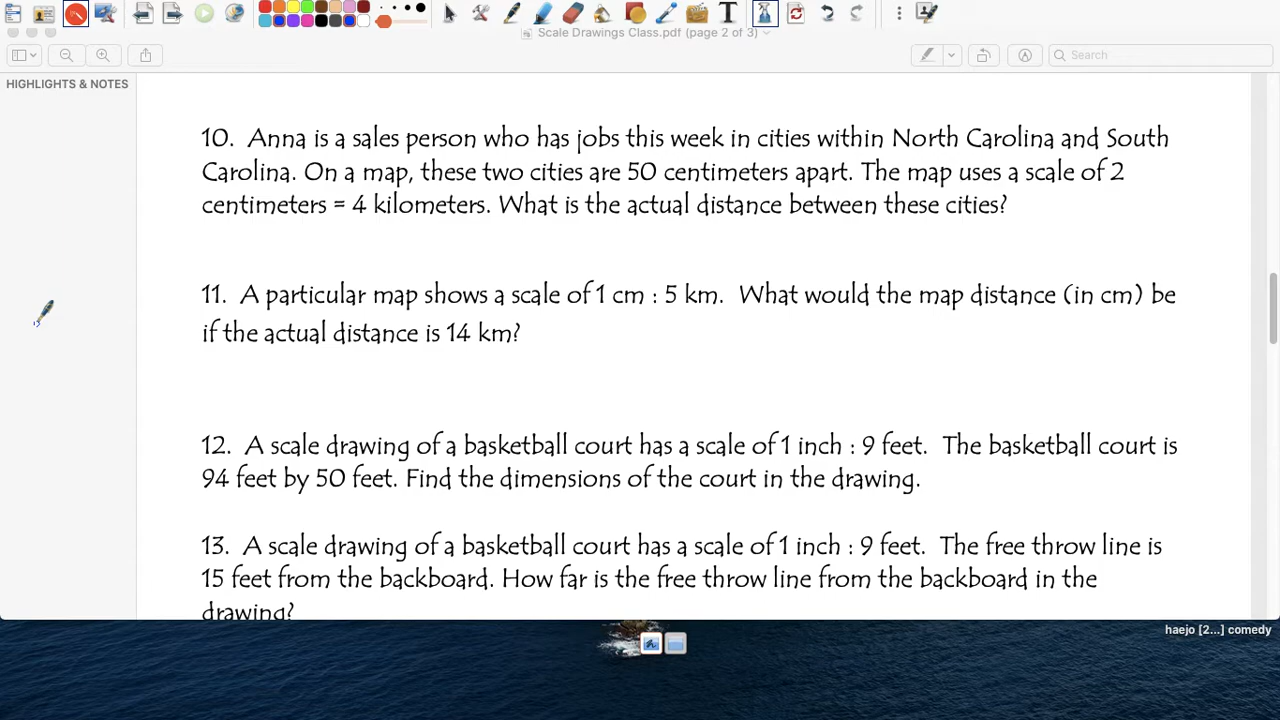 Scale Drawings Class.pdf (page 2 of 3)
Search
HIGHLIGHTS & NOTES
10. Anna is a sales person who has jobs this week in cities within North Carolina and South
Carolina. On a map, these two cities are 50 centimeters apart. The map uses a scale of 2
centimeters = 4 kilometers. What is the actual distance between these cities?
11. A particular map shows a scale of 1 cm : 5 km. What would the map distance (in cm) be
if the actual distance is 14 km?
12. A scale drawing of a basketball court has a scale of 1 inch : 9 feet. The basketball court is
94 feet by 50 feet. Find the dimensions of the court in the drawing.
13. A scale drawing of a basketball court has a scale of 1 inch : 9 feet. The free throw line is
15 feet from the backboard. How far is the free throw line from the backboard in the
drawing?
haejo [2...] comedy